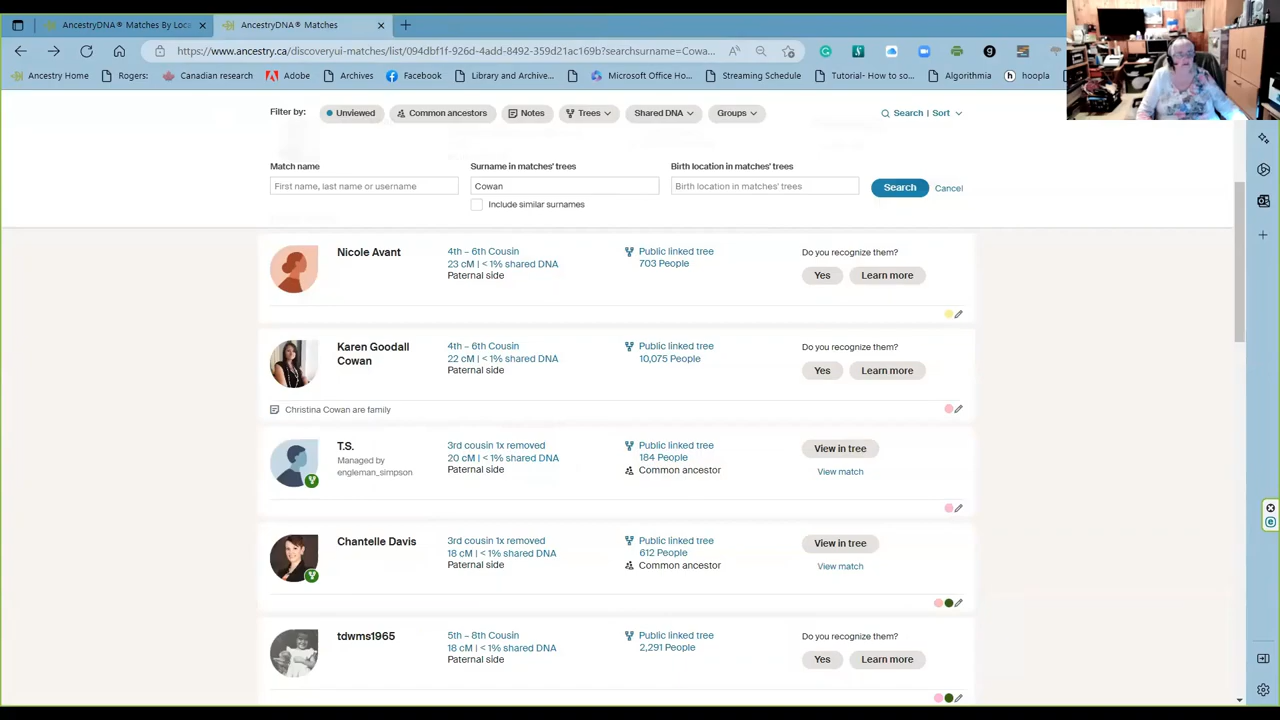 AncestryDNA® Matches By Loca
AncestryDNA® Matches
https://www.ancestry.ca/discoveryui-matches/list/094dbf1f-926d-4add-8492-359d21ac169b?searchsurname=Cowa...
Ancestry Home
Rogers:
Canadian research
Adobe
Archives
Facebook
Library and Archive...
Microsoft Office Ho...
Streaming Schedule
Tutorial- How to so...
Algorithmia
hoopla
Filter by:
Unviewed
Common ancestors
Notes
Trees
Shared DNA
Groups
Search | Sort
Match name
Surname in matches' trees
Birth location in matches' trees
First name, last name or username
Cowan
Birth location in matches' trees
Search
Cancel
Include similar surnames
Nicole Avant
4th – 6th Cousin
23 cM | < 1% shared DNA
Paternal side
Public linked tree
703 People
Do you recognize them?
Yes
Learn more
Karen Goodall
Cowan
4th – 6th Cousin
22 cM | < 1% shared DNA
Paternal side
Public linked tree
10,075 People
Do you recognize them?
Yes
Learn more
Christina Cowan are family
T.S.
Managed by
engleman_simpson
3rd cousin 1x removed
20 cM | < 1% shared DNA
Paternal side
Public linked tree
184 People
Common ancestor
View in tree
View match
Chantelle Davis
3rd cousin 1x removed
18 cM | < 1% shared DNA
Paternal side
Public linked tree
612 People
Common ancestor
View in tree
View match
tdwms1965
5th – 8th Cousin
18 cM | < 1% shared DNA
Paternal side
Public linked tree
2,291 People
Do you recognize them?
Yes
Learn more